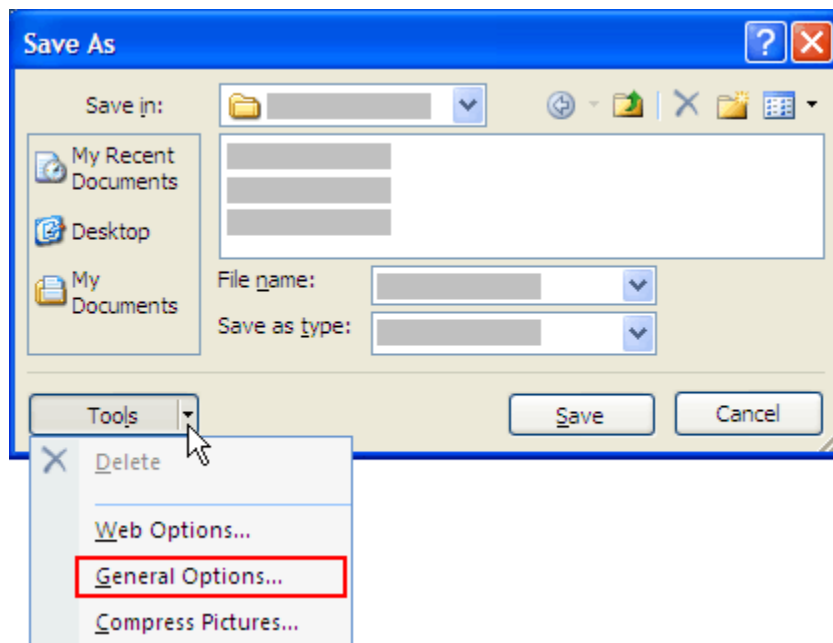 Save As
Save in:
My Recent
Documents
Desktop
My
Documents
File name:
Save as type:
Tools
Save
Cancel
Delete
Web Options...
General Options...
Compress Pictures...